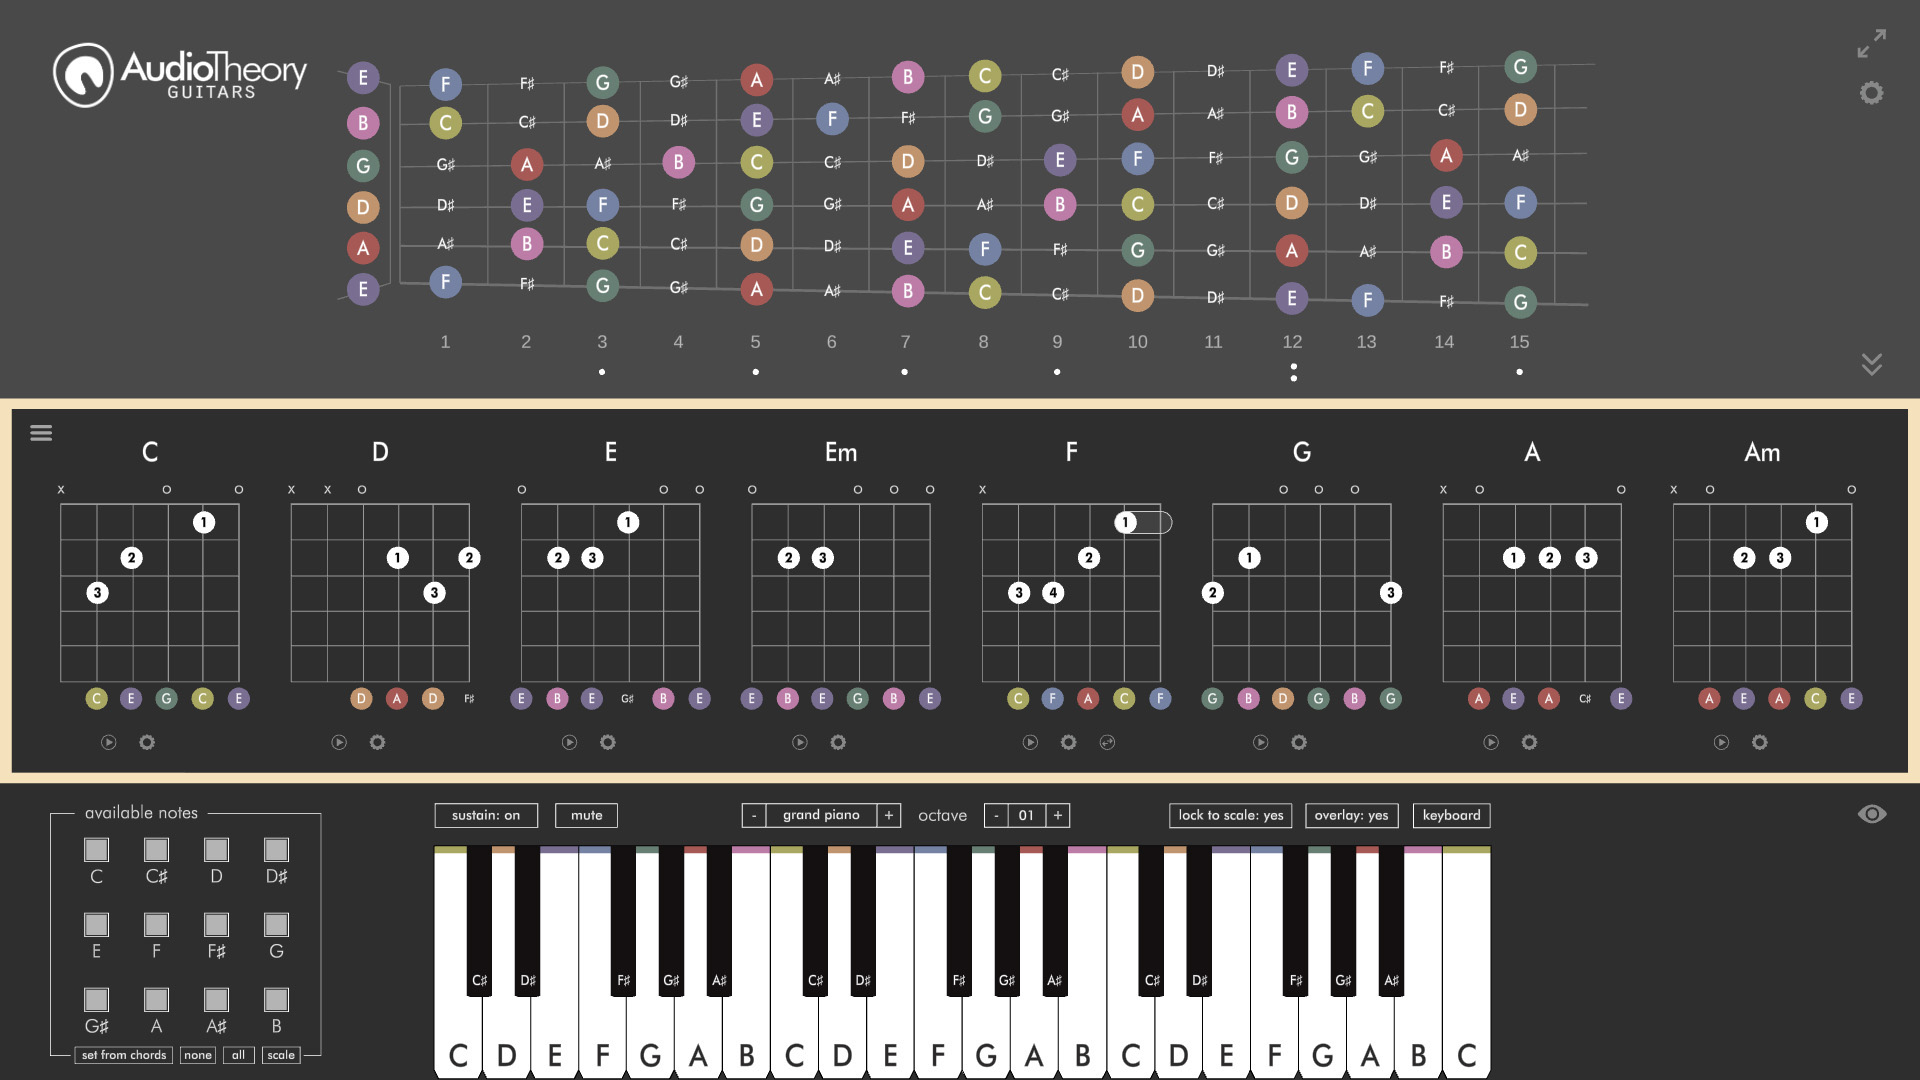 AudioTheory
GUITARS
E F F♯ G G♯ A A♯ B C C♯ D D♯ E F F♯ G
B C C♯ D D♯ E F F♯ G G♯ A A♯ B C C♯ D
G G♯ A A♯ B C C♯ D D♯ E F F♯ G G♯ A A♯
D D♯ E F F♯ G G♯ A A♯ B C C♯ D D♯ E F
A A♯ B C C♯ D D♯ E F F♯ G G♯ A A♯ B C
E F F♯ G G♯ A A♯ B C C♯ D D♯ E F F♯ G
1 2 3 4 5 6 7 8 9 10 11 12 13 14 15
C D E Em F G A Am
x o o x x o o o o o o o o x o o o x o o x o o
1 1 1 1
2 1 2 2 3 2 3 2 1 1 2 3 2 3
3 3 3 4 2 3
C E G C E D A D F♯ E B E G♯ B E E B E G B E C F A C F G B D G B G A E A C♯ E A E A C E
available notes
C C♯ D D♯
E F F♯ G
G♯ A A♯ B
set from chords none all scale
sustain: on mute - grand piano + octave - 01 + lock to scale: yes overlay: yes keyboard
C♯ D♯ F♯ G♯ A♯ C♯ D♯ F♯ G♯ A♯ C♯ D♯ F♯ G♯ A♯
C D E F G A B C D E F G A B C D E F G A B C